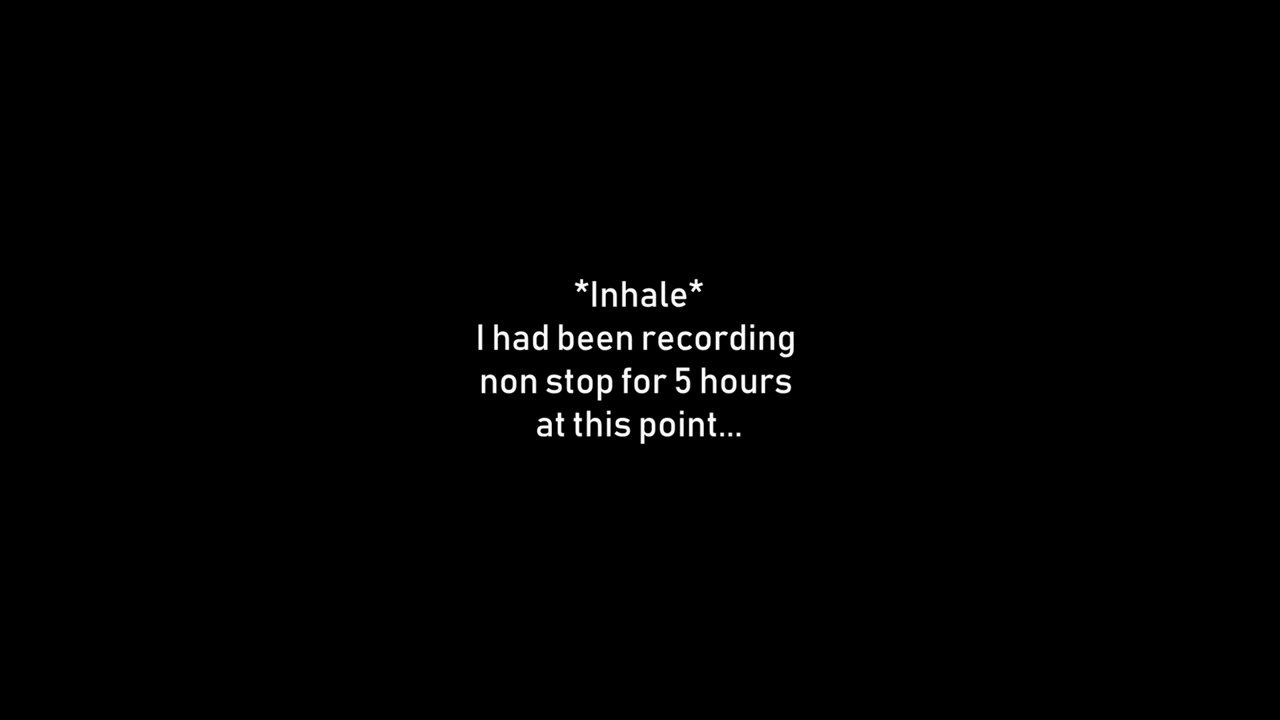 *Inhale*
I had been recording
non stop for 5 hours
at this point...